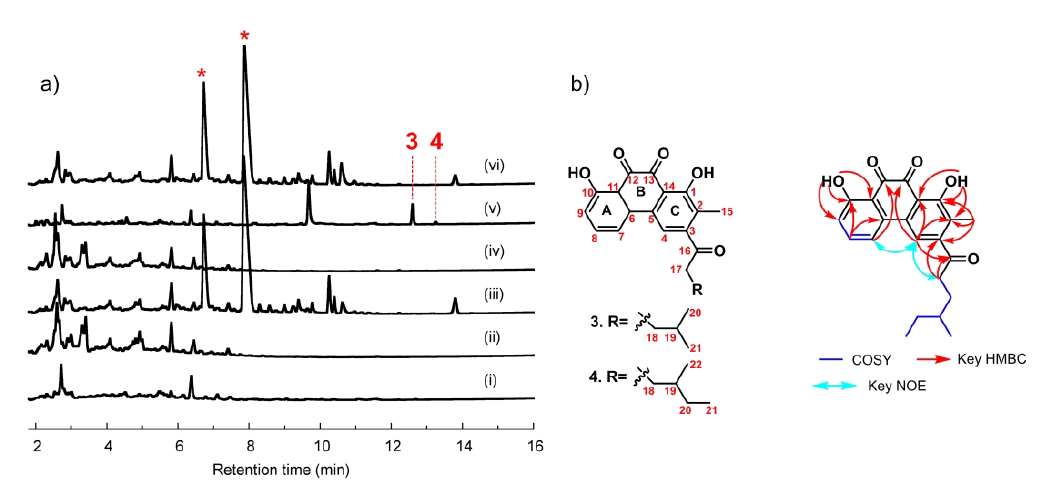 a)
*
*
3 4
(vi)
(v)
(iv)
(iii)
(ii)
(i)
2 4 6 8 10 12 14 16
Retention time (min)
b)
O O
HO OH
12 13
11 14 1
10 B
9 A C 2 15
6 5
8 7 4 3
16 O
17
R
3. R=
18 19 20 21
4. R=
18 19 20 21 22
O O
HO OH
O
COSY
Key HMBC
Key NOE